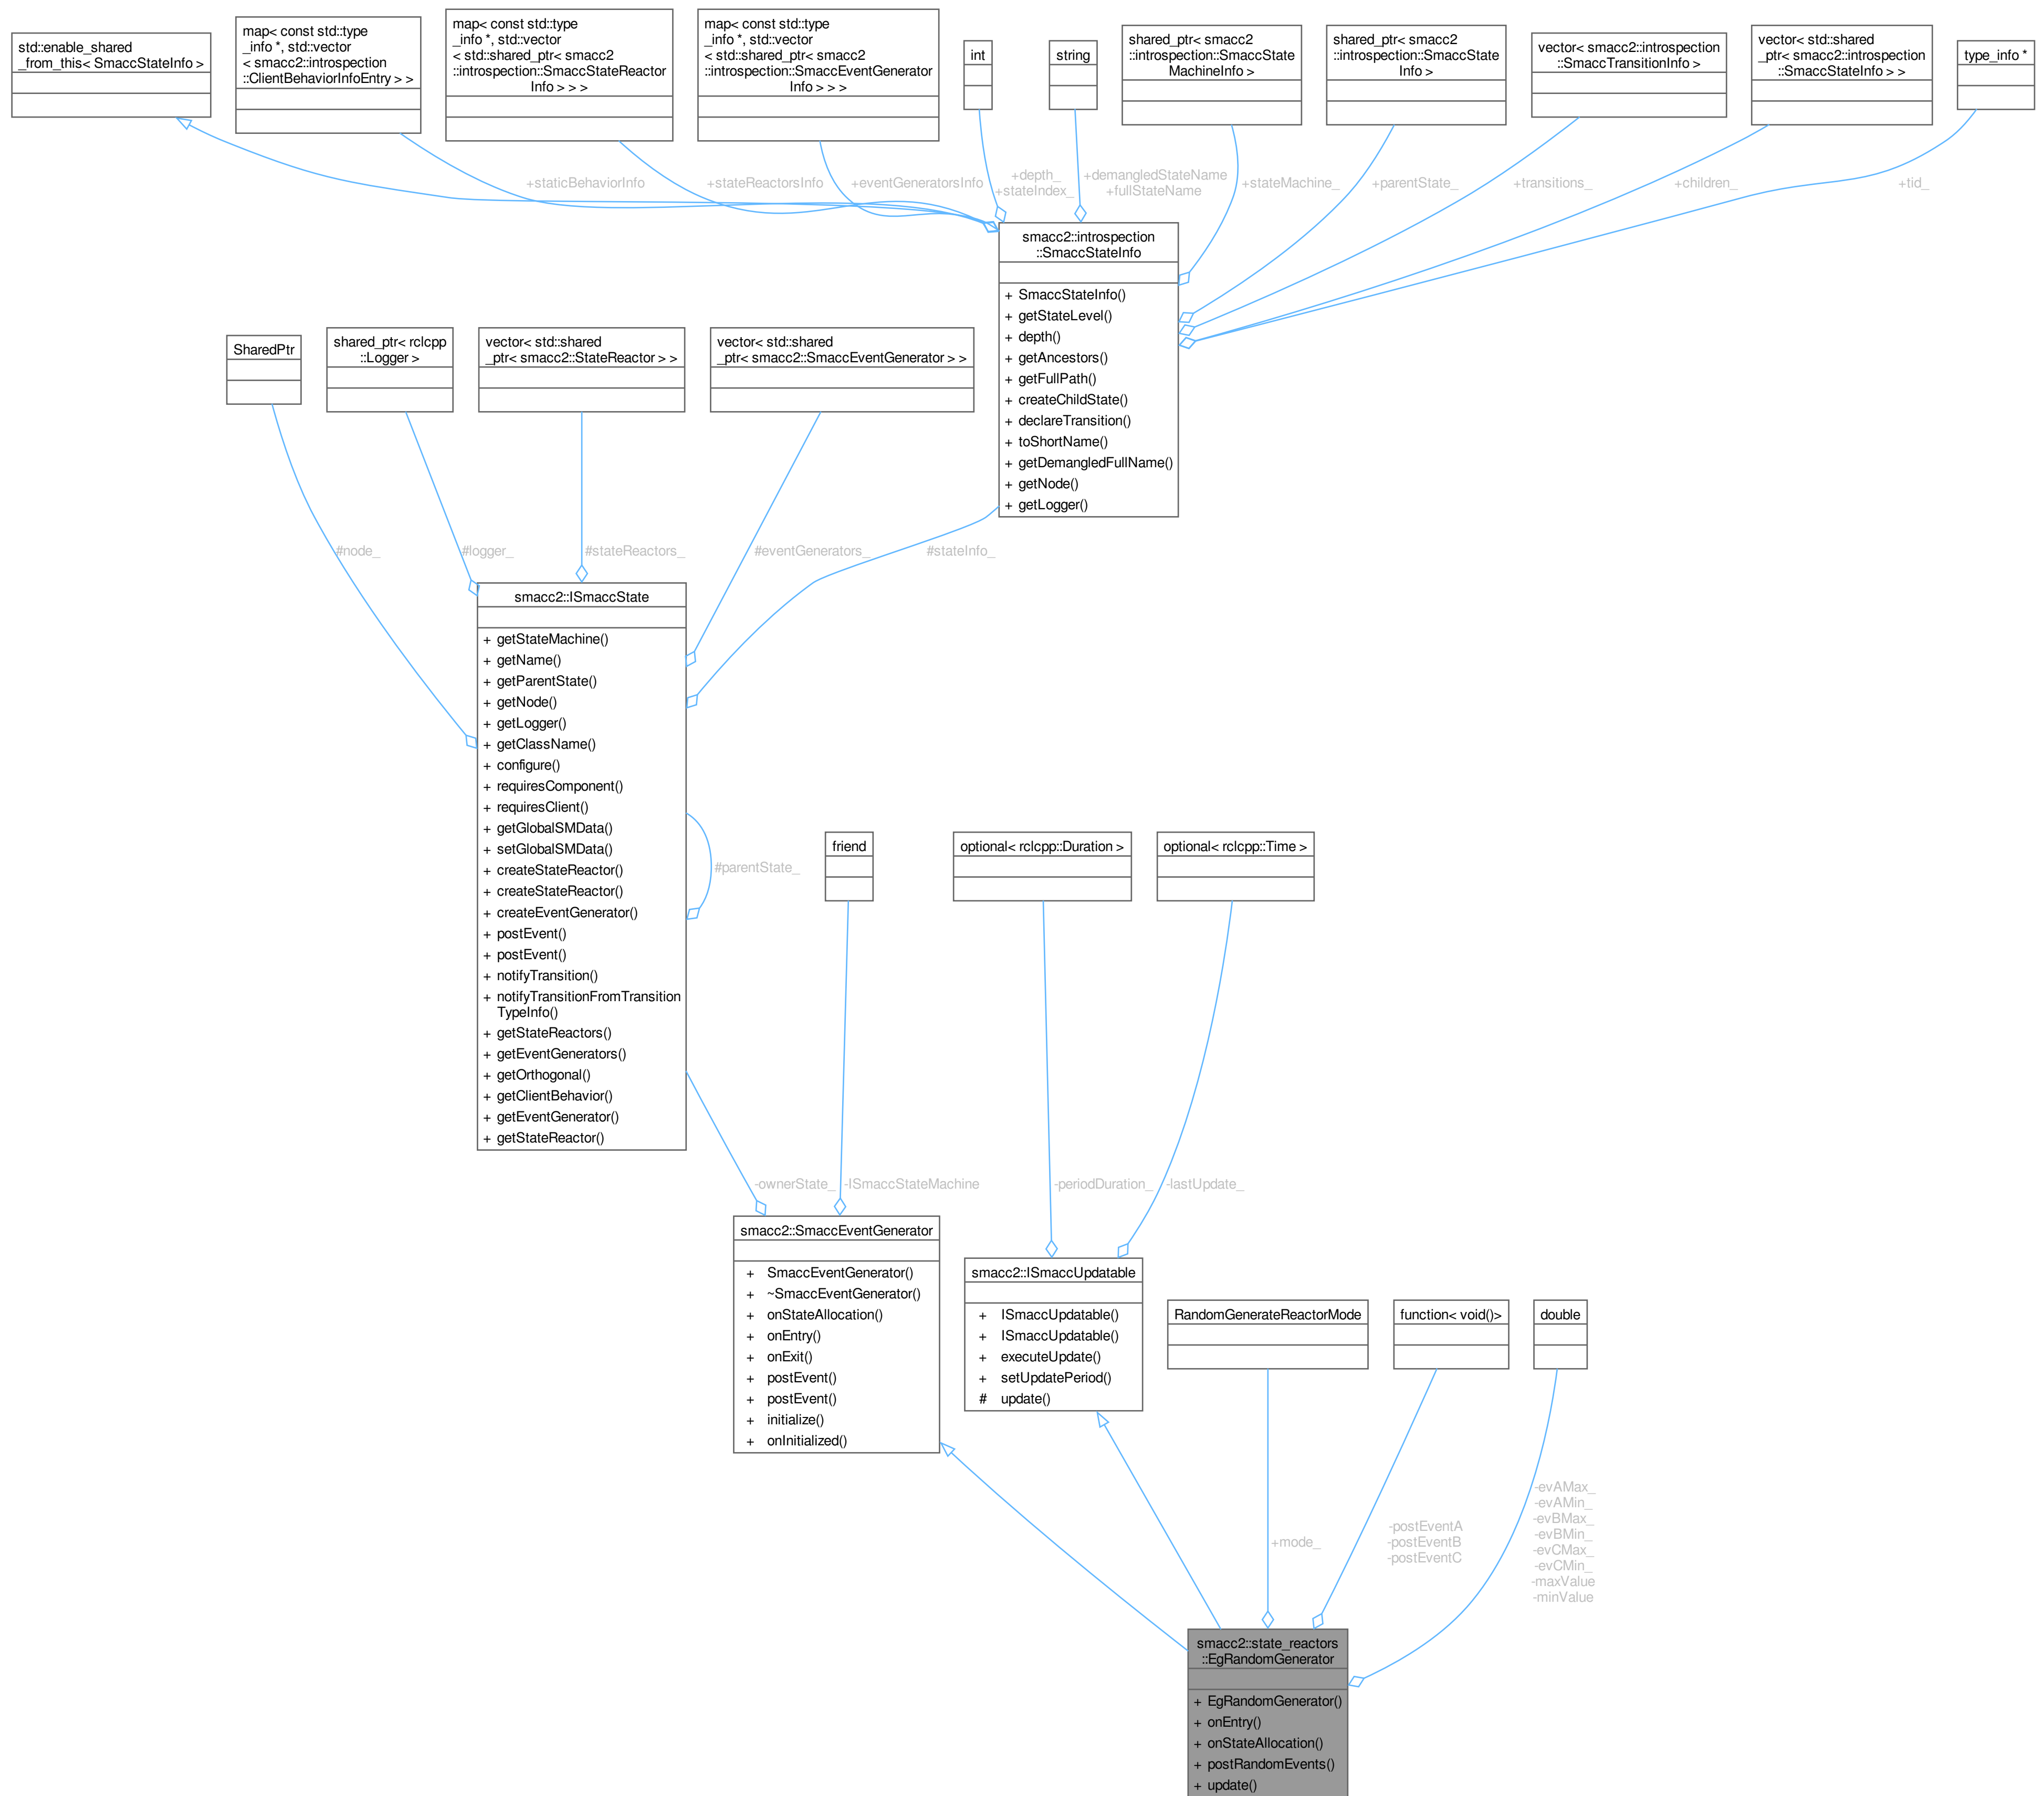 std::enable_shared
_from_this< SmaccStateInfo >
map< const std::type
_info *, std::vector
< smacc2::introspection
::ClientBehaviorInfoEntry > >
map< const std::type
_info *, std::vector
< std::shared_ptr< smacc2
::introspection::SmaccStateReactor
Info > > >
map< const std::type
_info *, std::vector
< std::shared_ptr< smacc2
::introspection::SmaccEventGenerator
Info > > >
int
string
shared_ptr< smacc2
::introspection::SmaccState
MachineInfo >
shared_ptr< smacc2
::introspection::SmaccState
Info >
vector< smacc2::introspection
::SmaccTransitionInfo >
vector< std::shared
_ptr< smacc2::introspection
::SmaccStateInfo > >
type_info *
+staticBehaviorInfo
+stateReactorsInfo
+eventGeneratorsInfo
+depth_
+stateIndex_
+demangledStateName
+fullStateName
+stateMachine_
+parentState_
+transitions_
+children_
+tid_
smacc2::introspection
::SmaccStateInfo
+ SmaccStateInfo()
+ getStateLevel()
+ depth()
+ getAncestors()
+ getFullPath()
+ createChildState()
+ declareTransition()
+ toShortName()
+ getDemangledFullName()
+ getNode()
+ getLogger()
SharedPtr
shared_ptr< rclcpp
::Logger >
vector< std::shared
_ptr< smacc2::StateReactor > >
vector< std::shared
_ptr< smacc2::SmaccEventGenerator > >
#node_
#logger_
#stateReactors_
#eventGenerators_
#stateInfo_
smacc2::ISmaccState
+ getStateMachine()
+ getName()
+ getParentState()
+ getNode()
+ getLogger()
+ getClassName()
+ configure()
+ requiresComponent()
+ requiresClient()
+ getGlobalSMData()
+ setGlobalSMData()
+ createStateReactor()
+ createStateReactor()
+ createEventGenerator()
+ postEvent()
+ postEvent()
+ notifyTransition()
+ notifyTransitionFromTransition
TypeInfo()
+ getStateReactors()
+ getEventGenerators()
+ getOrthogonal()
+ getClientBehavior()
+ getEventGenerator()
+ getStateReactor()
#parentState_
friend
optional< rclcpp::Duration >
optional< rclcpp::Time >
-ownerState_
-ISmaccStateMachine
-periodDuration_
-lastUpdate_
smacc2::SmaccEventGenerator
+ SmaccEventGenerator()
+ ~SmaccEventGenerator()
+ onStateAllocation()
+ onEntry()
+ onExit()
+ postEvent()
+ postEvent()
+ initialize()
+ onInitialized()
smacc2::ISmaccUpdatable
+ ISmaccUpdatable()
+ ISmaccUpdatable()
+ executeUpdate()
+ setUpdatePeriod()
# update()
RandomGenerateReactorMode
function< void()>
double
+mode_
-postEventA
-postEventB
-postEventC
-evAMax_
-evAMin_
-evBMax_
-evBMin_
-evCMax_
-evCMin_
-maxValue
-minValue
smacc2::state_reactors
::EgRandomGenerator
+ EgRandomGenerator()
+ onEntry()
+ onStateAllocation()
+ postRandomEvents()
+ update()